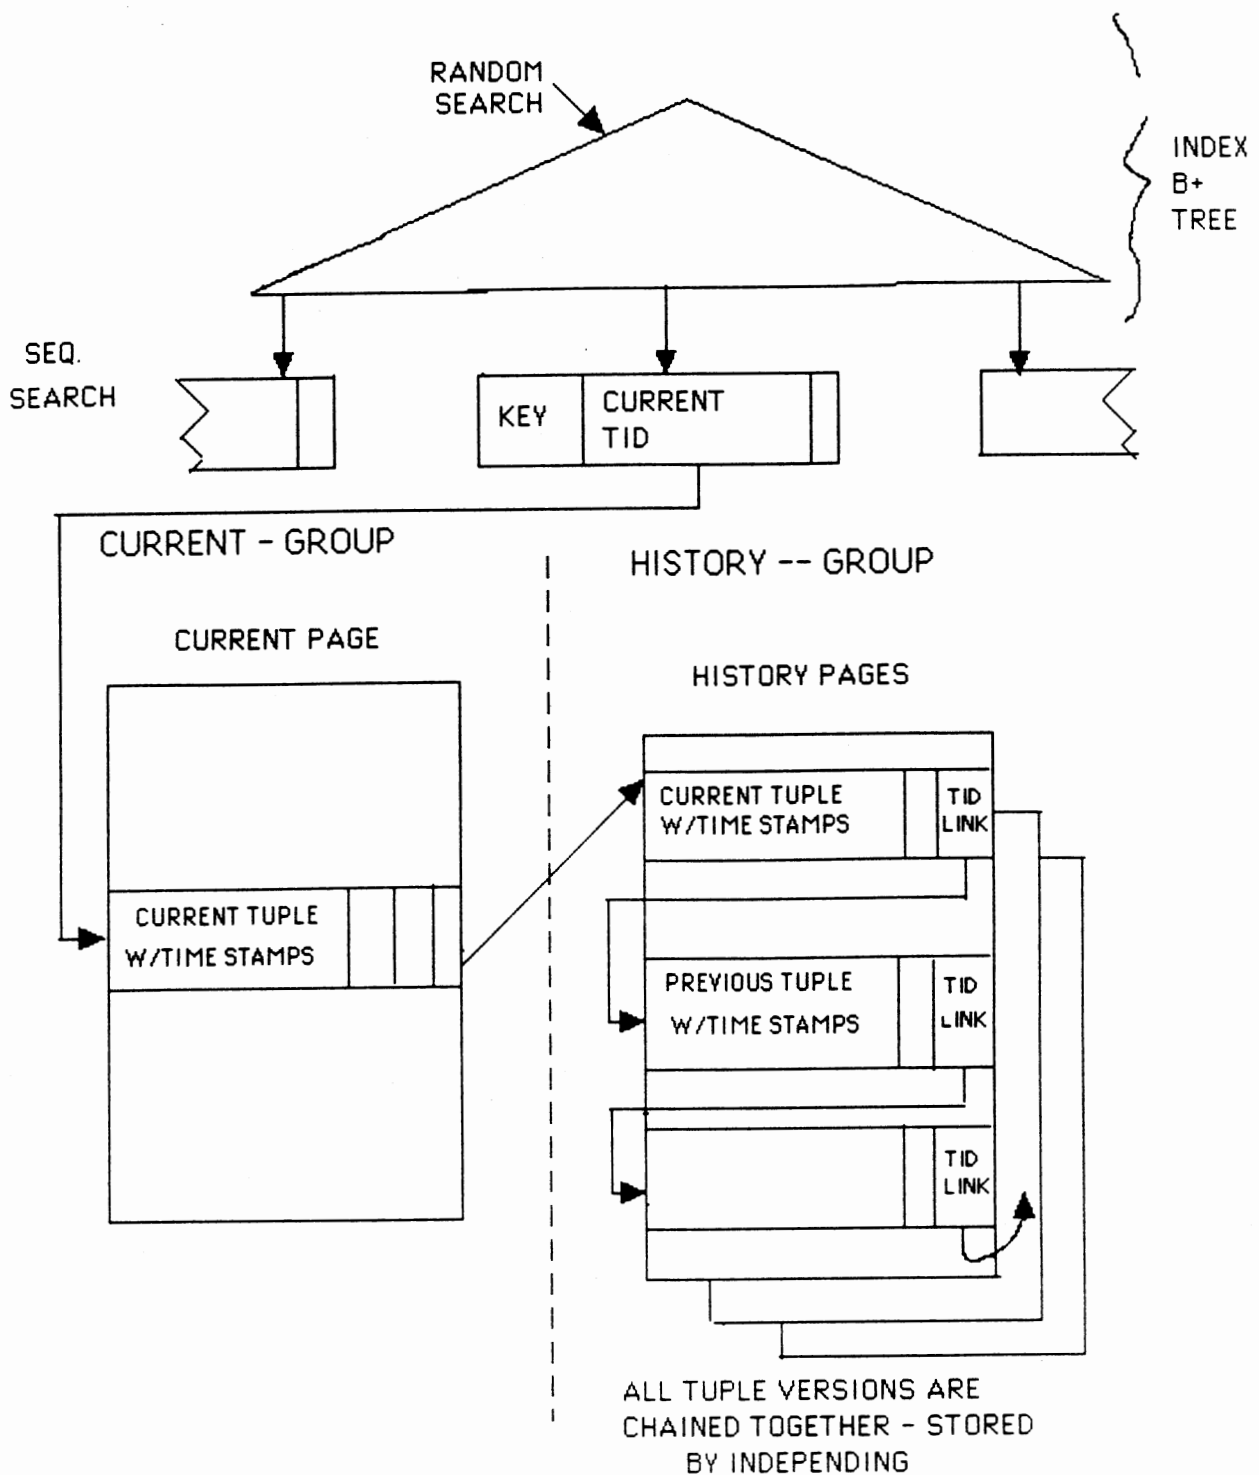 RANDOM
SEARCH
INDEX
B+
TREE
SEQ.
SEARCH
KEY
CURRENT
TID
CURRENT - GROUP
HISTORY -- GROUP
CURRENT PAGE
HISTORY PAGES
CURRENT TUPLE
W/TIME STAMPS
CURRENT TUPLE
W/TIME STAMPS
TID
LINK
PREVIOUS TUPLE
W/TIME STAMPS
TID
LINK
TID
LINK
ALL TUPLE VERSIONS ARE
CHAINED TOGETHER - STORED
BY INDEPENDING